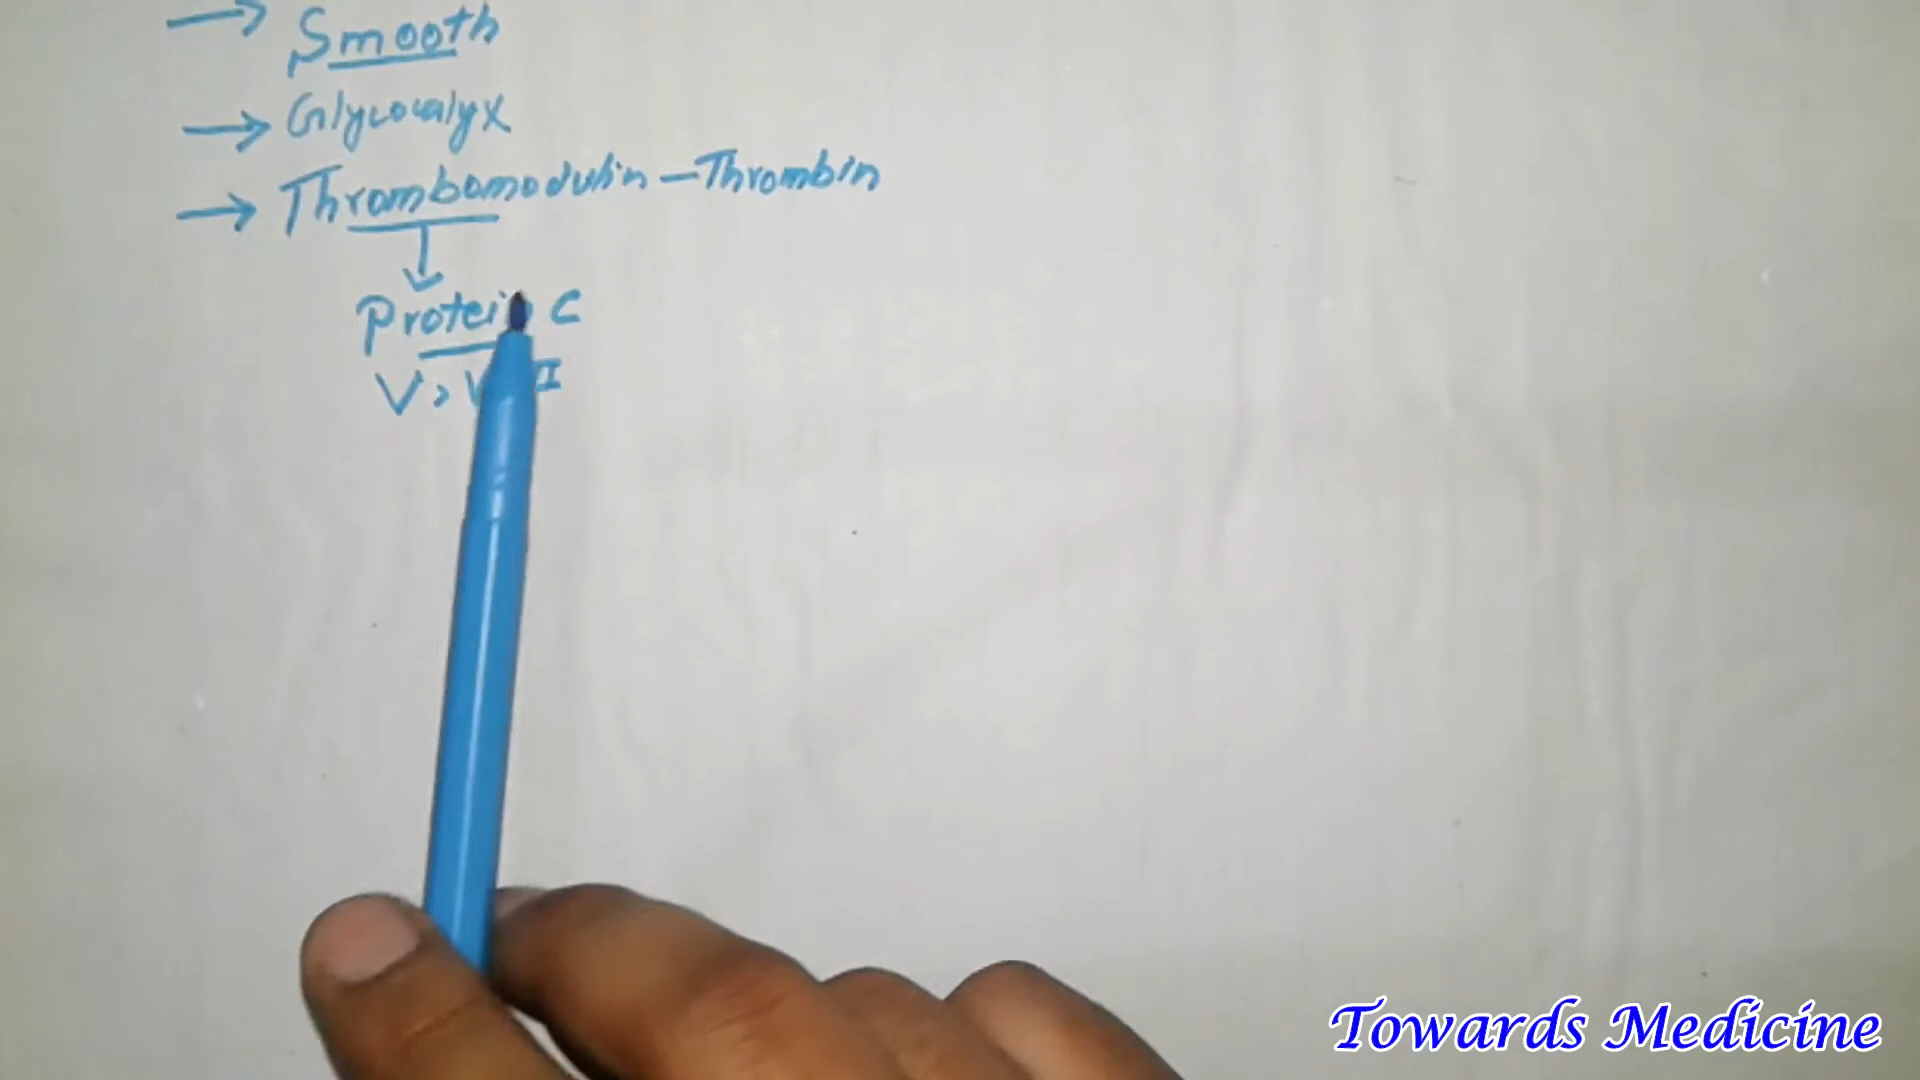 → Smooth
→ Glycocalyx
→ Thrombomodulin – Thrombin
↓
Protein C
V,
Towards Medicine